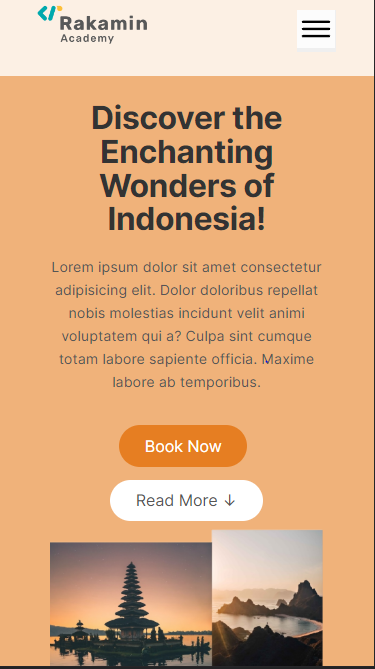 Rakamin
Academy
Discover the
Enchanting
Wonders of
Indonesia!
Lorem ipsum dolor sit amet consectetur
adipisicing elit. Dolor doloribus repellat
nobis molestias incidunt velit animi
voluptatem qui a? Culpa sint cumque
totam labore sapiente officia. Maxime
labore ab temporibus.
Book Now
Read More ↓